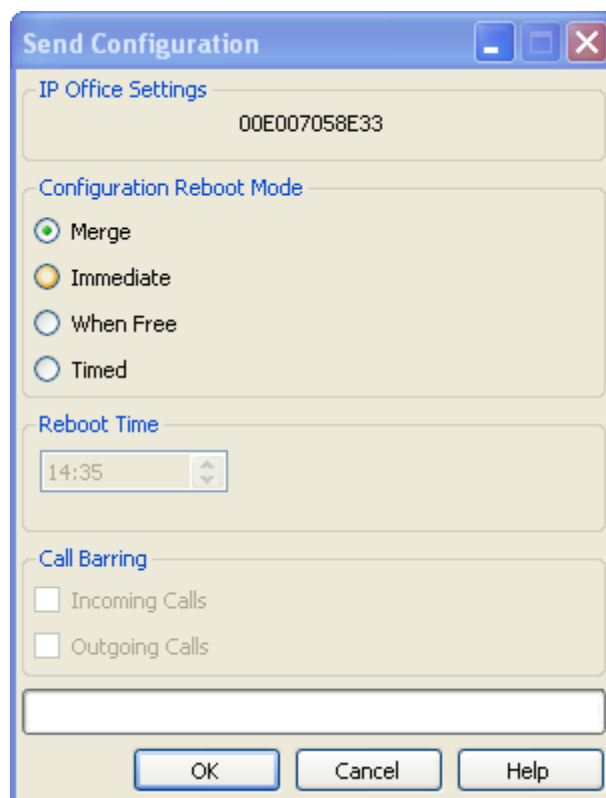 Send Configuration
IP Office Settings
00E007058E33
Configuration Reboot Mode
Merge
Immediate
When Free
Timed
Reboot Time
14:35
Call Barring
Incoming Calls
Outgoing Calls
OK Cancel Help